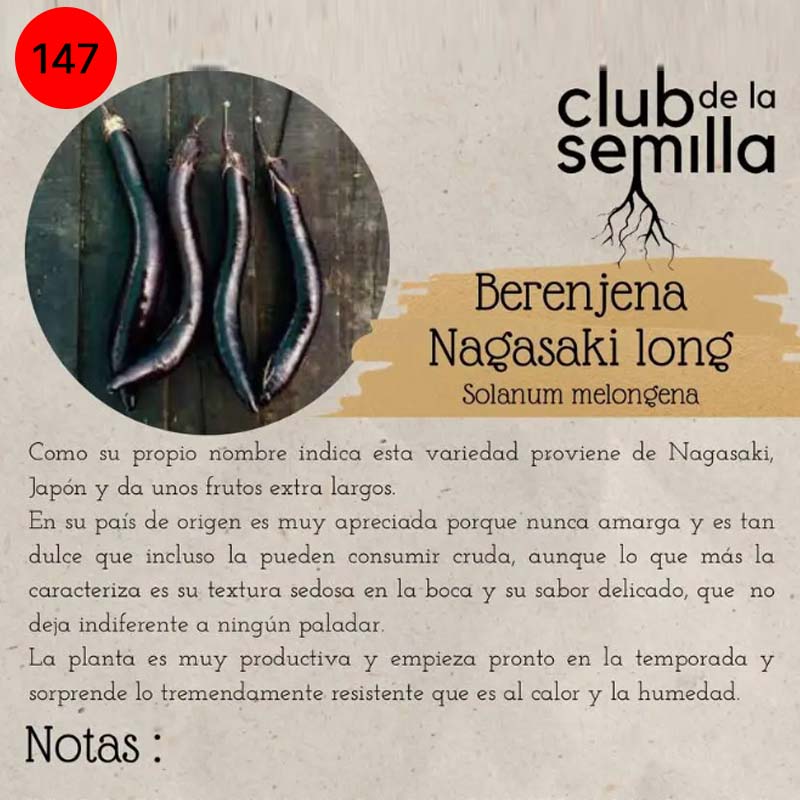 147
club de la
semilla
Berenjena
Nagasaki long
Solanum melongena
Como su propio nombre indica esta variedad proviene de Nagasaki,
Japón y da unos frutos extra largos.
En su país de origen es muy apreciada porque nunca amarga y es tan
dulce que incluso la pueden consumir cruda, aunque lo que más la
caracteriza es su textura sedosa en la boca y su sabor delicado, que no
deja indiferente a ningún paladar.
La planta es muy productiva y empieza pronto en la temporada y
sorprende lo tremendamente resistente que es al calor y la humedad.
Notas :